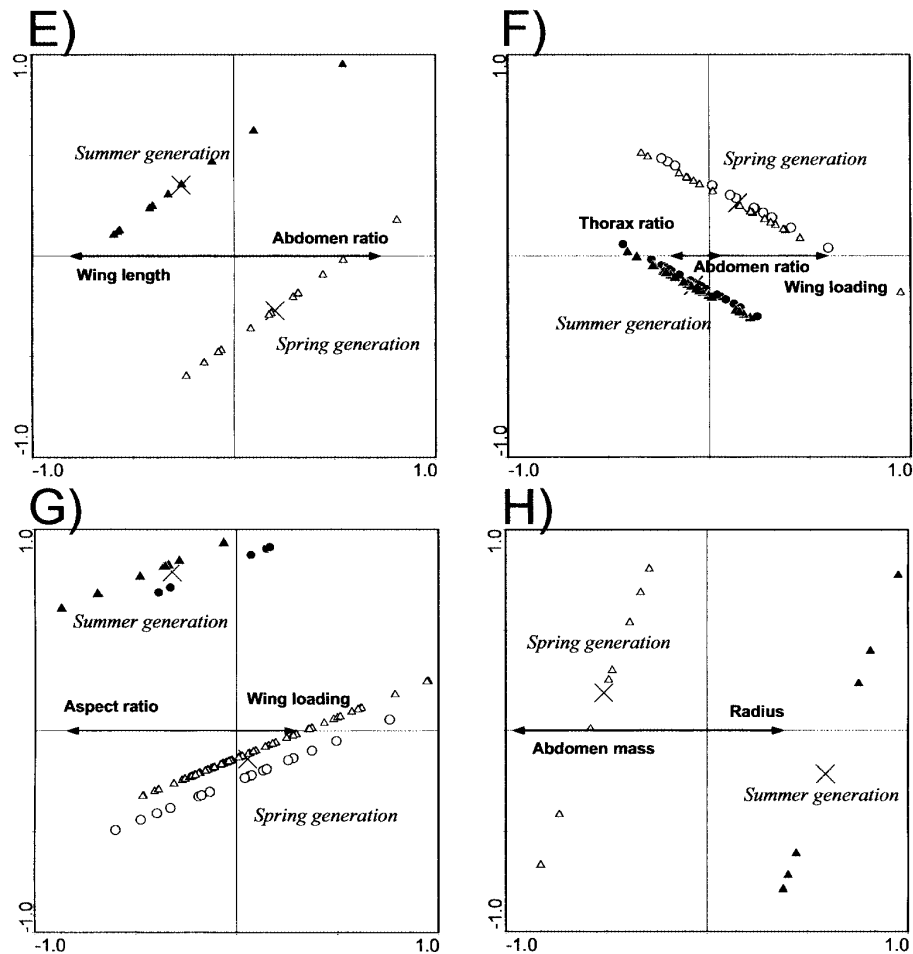 E)
1.0
Summer generation
Abdomen ratio
Wing length
Spring generation
-1.0
-1.0
1.0
F)
1.0
Spring generation
Thorax ratio
Abdomen ratio
Wing loading
Summer generation
-1.0
-1.0
1.0
G)
1.0
Summer generation
Aspect ratio
Wing loading
Spring generation
-1.0
-1.0
1.0
H)
1.0
Spring generation
Radius
Abdomen mass
Summer generation
-1.0
-1.0
1.0